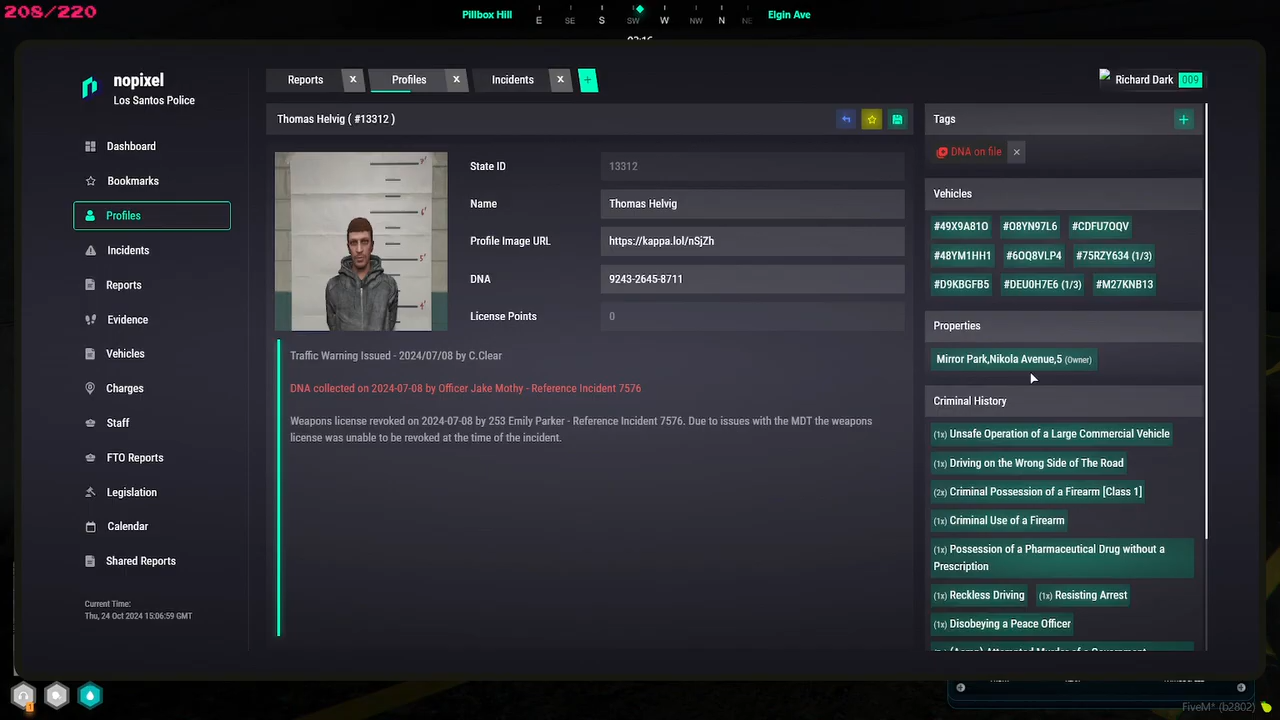 208/220
Pillbox Hill
E SE S SW W NW N NE
Elgin Ave
nopixel
Los Santos Police
Reports x
Profiles x
Incidents x
+
Richard Dark 009
Dashboard
Bookmarks
Profiles
Incidents
Reports
Evidence
Vehicles
Charges
Staff
FTO Reports
Legislation
Calendar
Shared Reports
Current Time:
Thu, 24 Oct 2024 15:06:59 GMT
Thomas Helvig ( #13312 )
State ID 13312
Name Thomas Helvig
Profile Image URL https://kappa.lol/nSjZh
DNA 9243-2645-8711
License Points 0
Traffic Warning Issued - 2024/07/08 by C.Clear
DNA collected on 2024-07-08 by Officer Jake Mothy - Reference Incident 7576
Weapons license revoked on 2024-07-08 by 253 Emily Parker - Reference Incident 7576. Due to issues with the MDT the weapons
license was unable to be revoked at the time of the incident.
Tags +
DNA on file x
Vehicles
#49X9A81O #O8YN97L6 #CDFU7OQV
#48YM1HH1 #6OQ8VLP4 #75RZY634 (1/3)
#D9KBGFB5 #DEU0H7E6 (1/3) #M27KNB13
Properties
Mirror Park,Nikola Avenue,5 (Owner)
Criminal History
(1x) Unsafe Operation of a Large Commercial Vehicle
(1x) Driving on the Wrong Side of The Road
(2x) Criminal Possession of a Firearm [Class 1]
(1x) Criminal Use of a Firearm
(1x) Possession of a Pharmaceutical Drug without a
Prescription
(1x) Reckless Driving (1x) Resisting Arrest
(1x) Disobeying a Peace Officer
Attempted Murder of a Government
FiveM* (b2802)